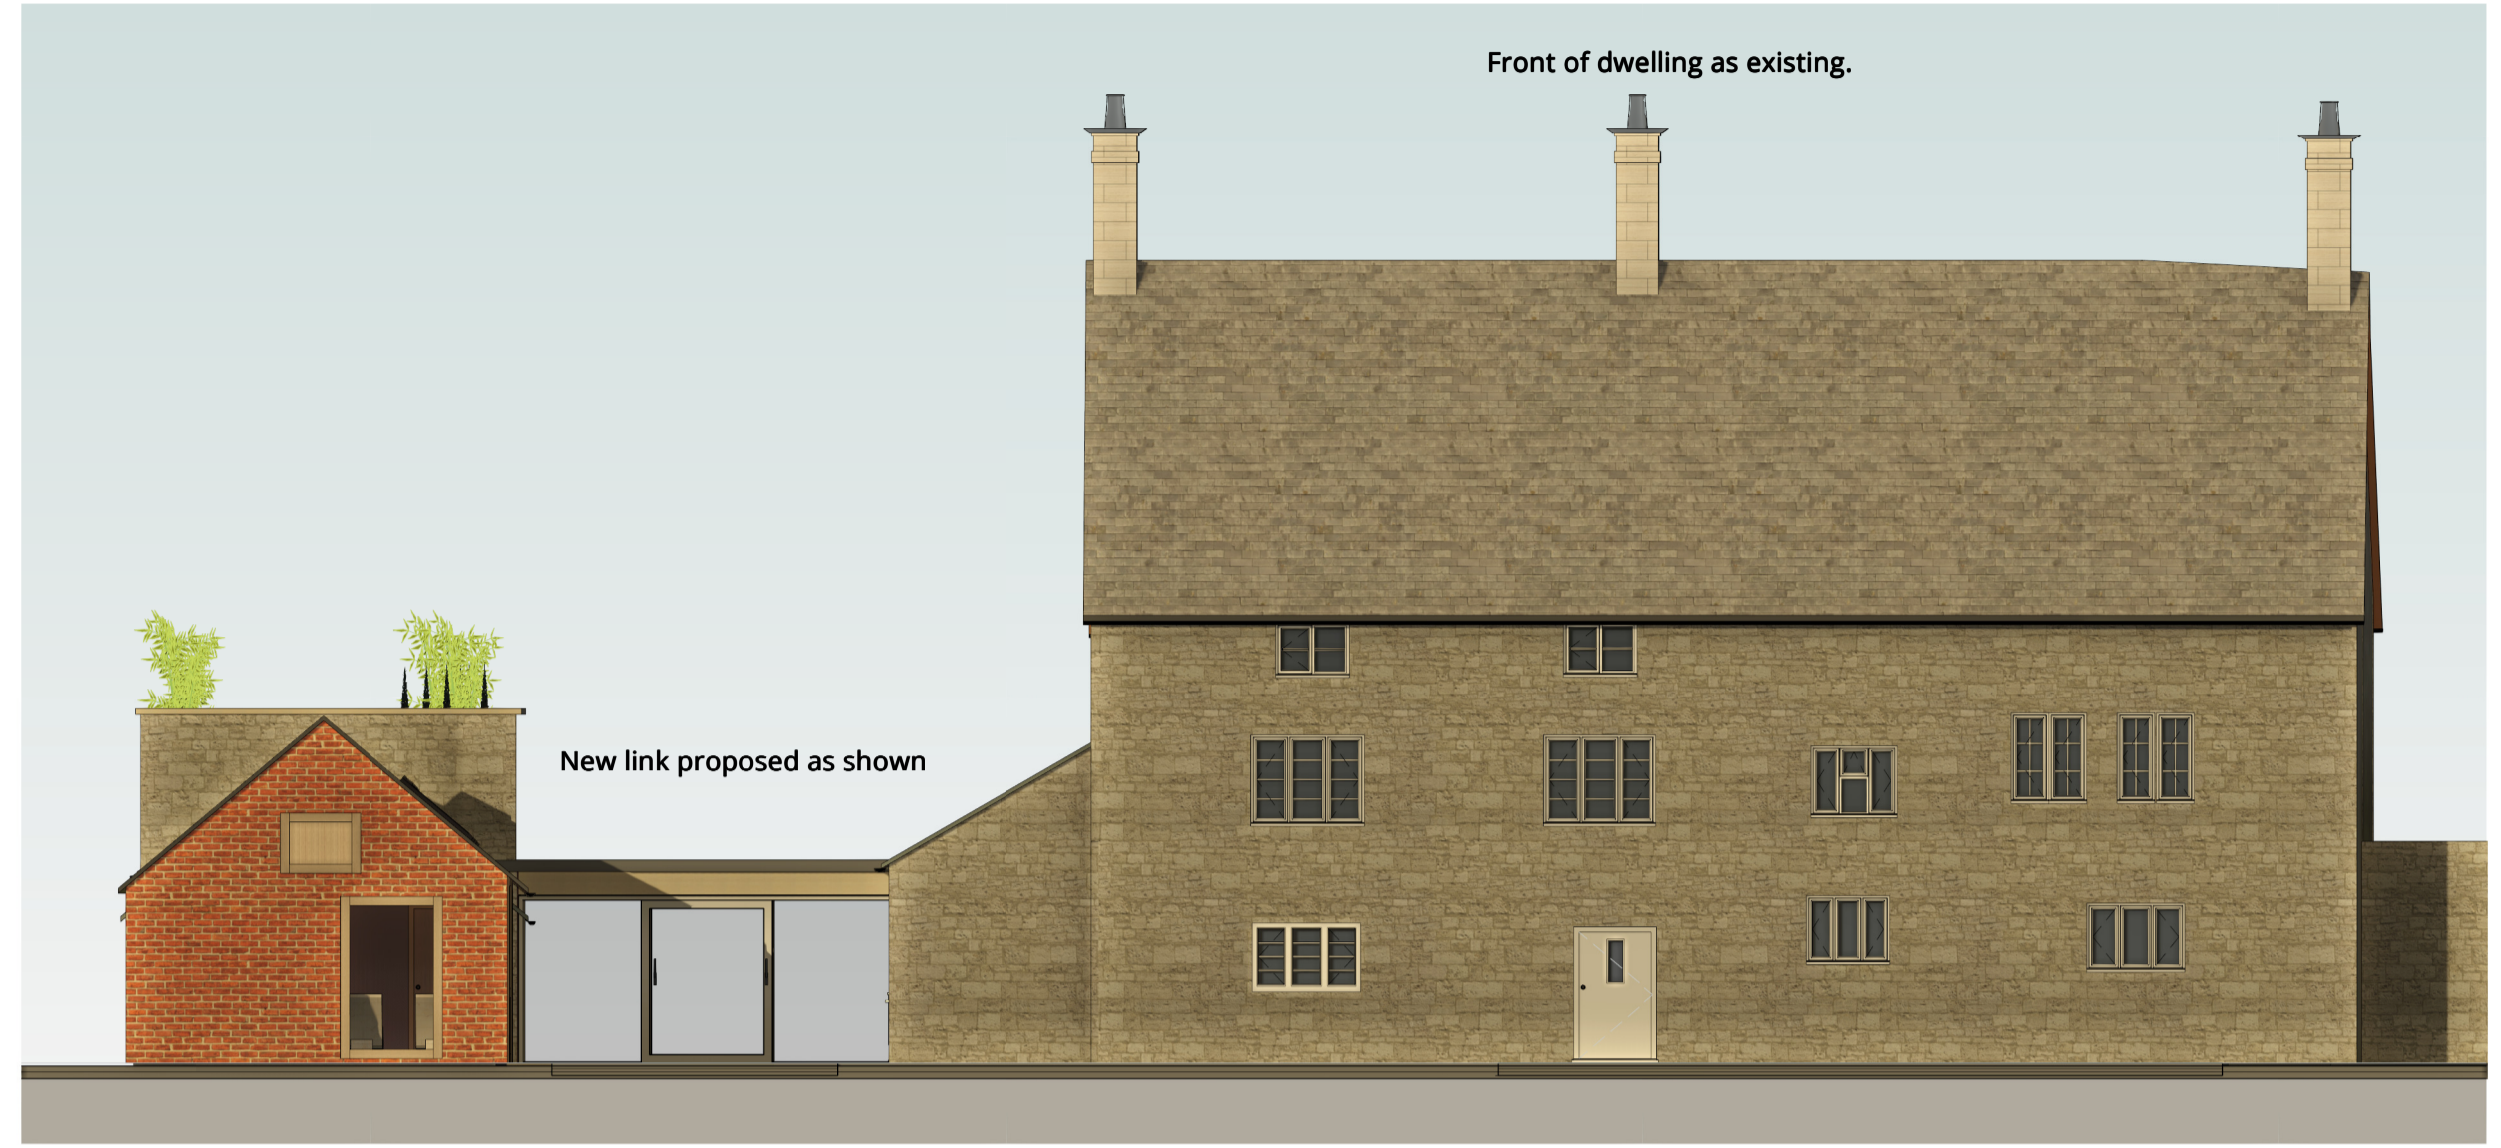 Front of dwelling as existing.
New link proposed as shown